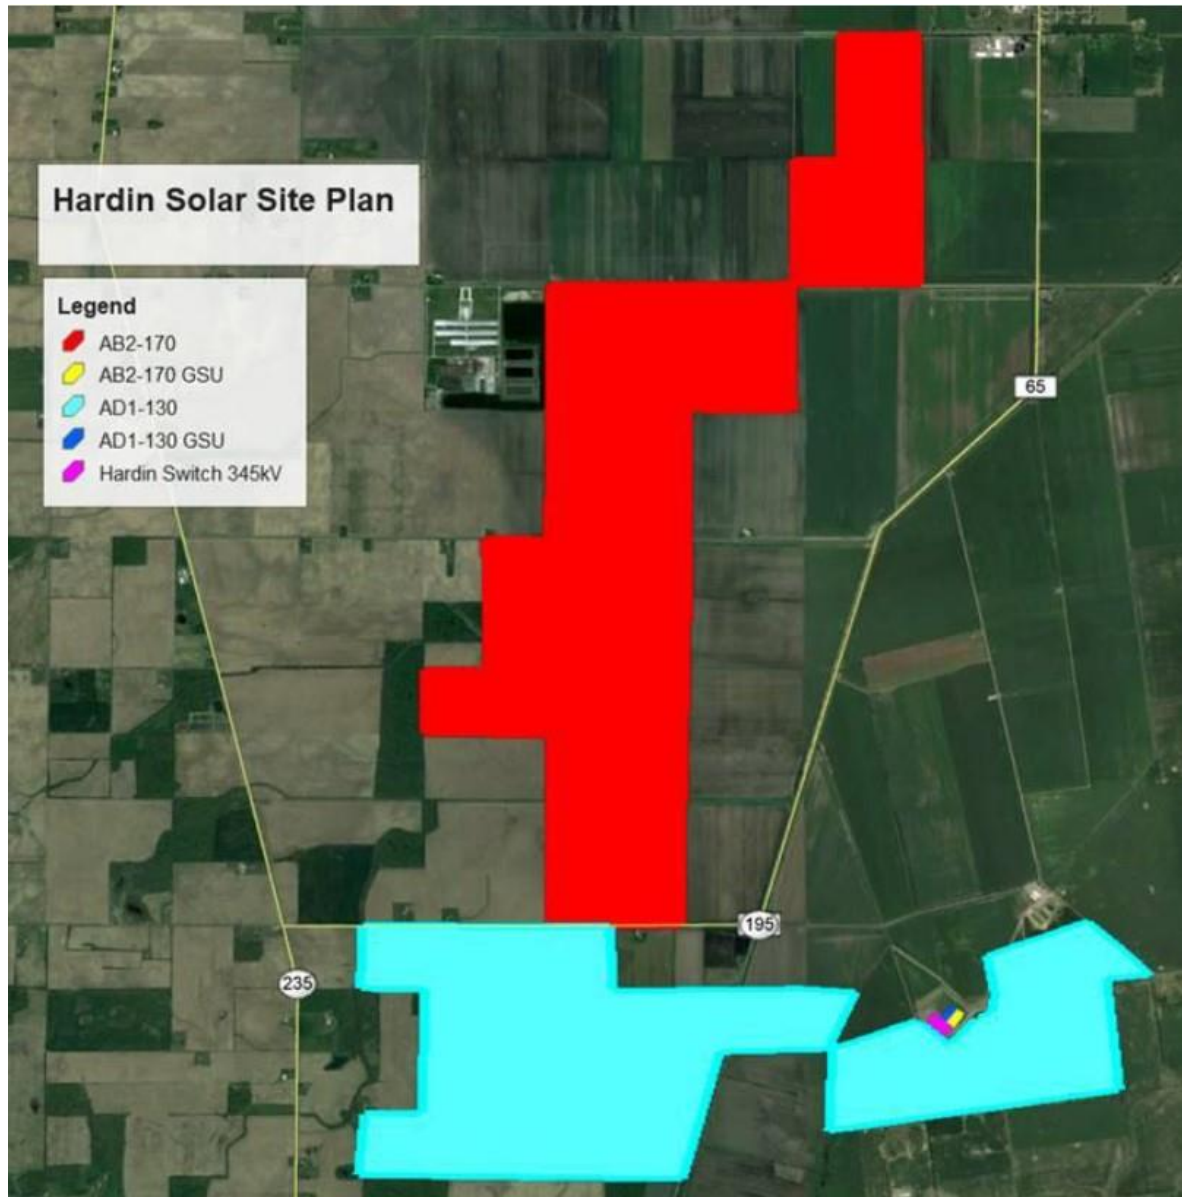 Hardin Solar Site Plan
Legend
AB2-170
AB2-170 GSU
AD1-130
AD1-130 GSU
Hardin Switch 345kV
65
195
235